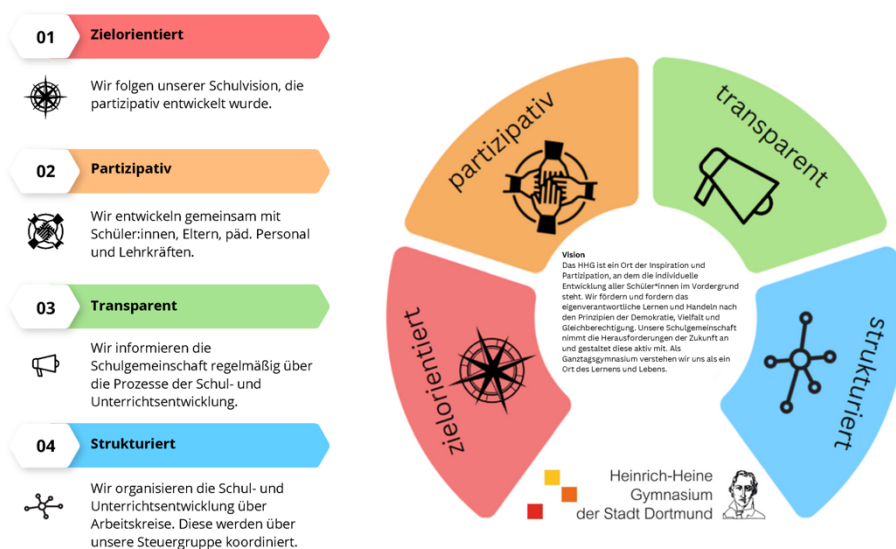 01
Zielorientiert
Wir folgen unserer Schulvision, die
partizipativ entwickelt wurde.
02
Partizipativ
Wir entwickeln gemeinsam mit
Schüler:innen, Eltern, päd. Personal
und Lehrkräften.
03
Transparent
Wir informieren die
Schulgemeinschaft regelmäßig über
die Prozesse der Schul- und
Unterrichtsentwicklung.
04
Strukturiert
Wir organisieren die Schul- und
Unterrichtsentwicklung über
Arbeitskreise. Diese werden über
unsere Steuergruppe koordiniert.
zielorientiert
partizipativ
transparent
strukturiert
Vision
Das HHG ist ein Ort der Inspiration und
Partizipation, an dem die individuelle
Entwicklung aller Schüler*innen im Vordergrund
steht. Wir fördern und fordern das
eigenverantwortliche Lernen und Handeln nach
den Prinzipien der Demokratie, Vielfalt und
Gleichberechtigung. Unsere Schulgemeinschaft
nimmt die Herausforderungen der Zukunft an
und gestaltet diese aktiv mit. Als
Ganztagsgymnasium verstehen wir uns als ein
Ort des Lernens und Lebens.
Heinrich-Heine
Gymnasium
der Stadt Dortmund